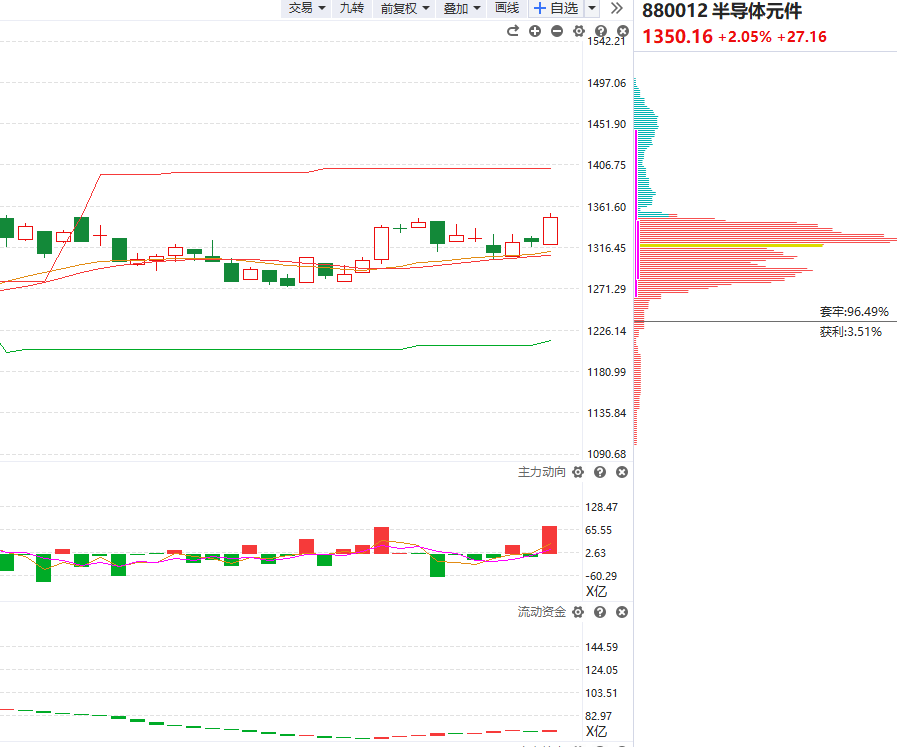 交易 九转 前复权 叠加 画线 + 自选
880012 半导体元件
1350.16 +2.05% +27.16
1542.21
1497.06
1451.90
1406.75
1361.60
1316.45
1271.29
1226.14
1180.99
1135.84
1090.68
套牢:96.49%
获利:3.51%
主力动向
128.47
65.55
2.63
-60.29
X亿
流动资金
144.59
124.05
103.51
82.97
X亿